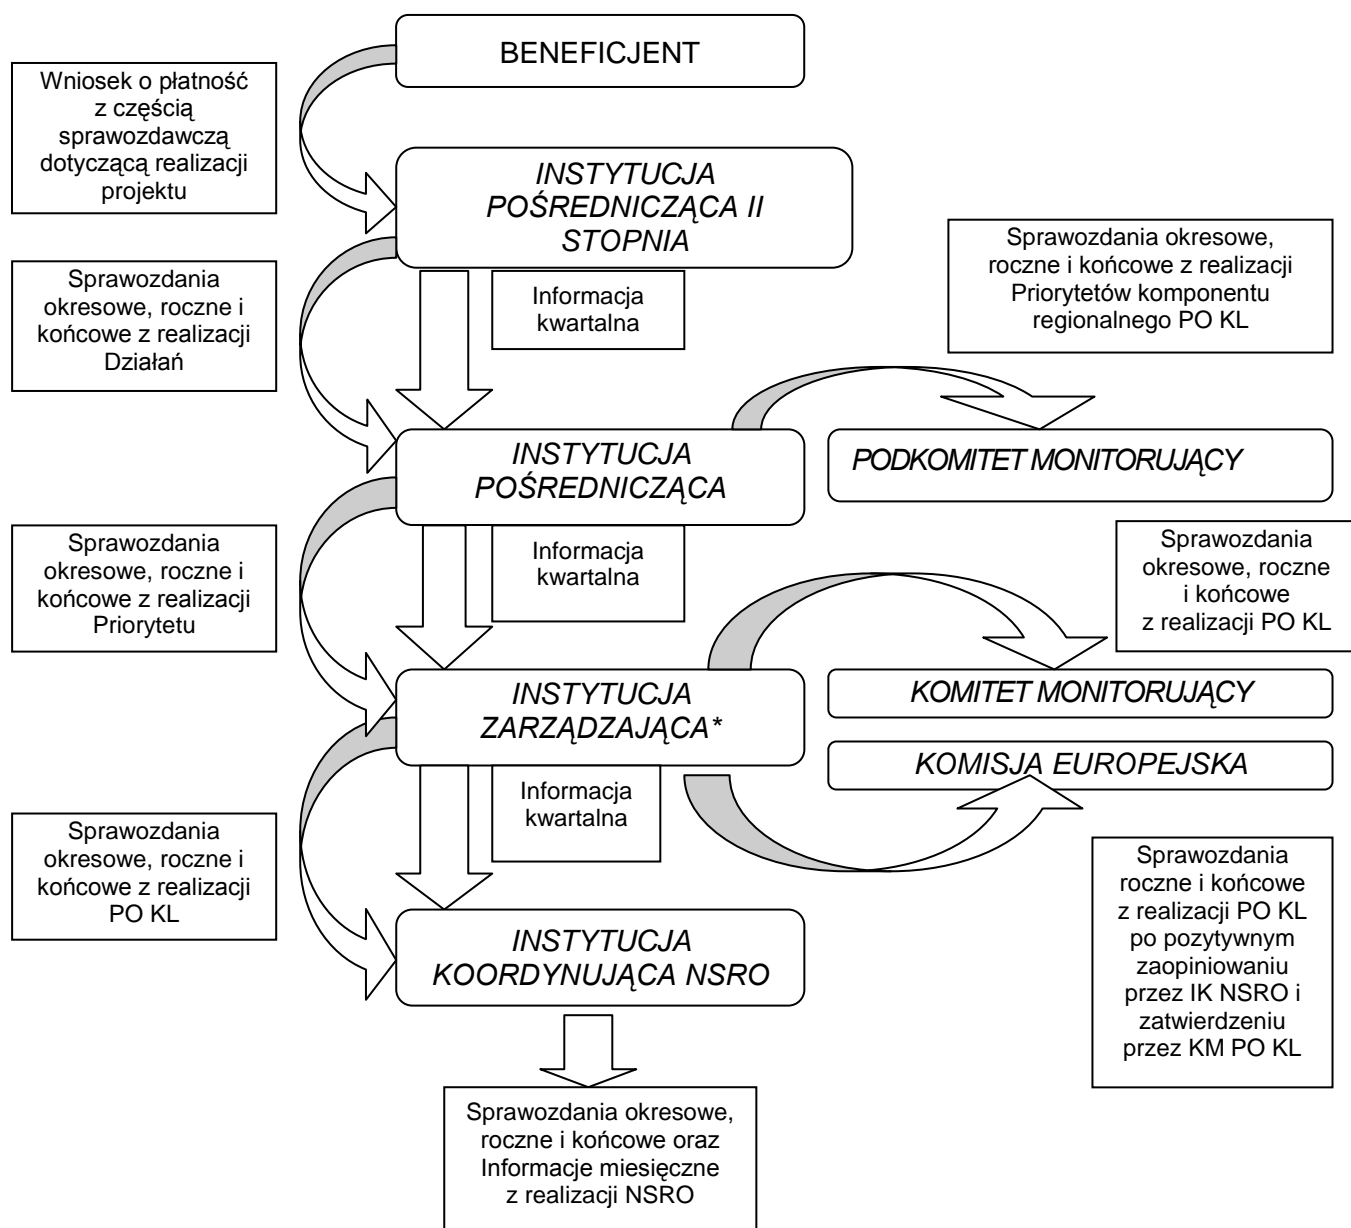 BENEFICJENT
Wniosek o płatność
z częścią
sprawozdawczą
dotyczącą realizacji
projektu
INSTYTUCJA
POŚREDNICZĄCA II
STOPNIA
Sprawozdania okresowe,
roczne i końcowe z realizacji
Priorytetów komponentu
regionalnego PO KL
Sprawozdania
okresowe, roczne i
końcowe z realizacji
Działań
Informacja
kwartalna
INSTYTUCJA
POŚREDNICZĄCA
PODKOMITET MONITORUJĄCY
Sprawozdania
okresowe, roczne i
końcowe z realizacji
Priorytetu
Informacja
kwartalna
Sprawozdania
okresowe, roczne
i końcowe
z realizacji PO KL
INSTYTUCJA
ZARZĄDZAJĄCA*
KOMITET MONITORUJĄCY
KOMISJA EUROPEJSKA
Informacja
kwartalna
Sprawozdania
okresowe, roczne i
końcowe z realizacji
PO KL
Sprawozdania
roczne i końcowe
z realizacji PO KL
po pozytywnym
zaopiniowaniu
przez IK NSRO i
zatwierdzeniu
przez KM PO KL
INSTYTUCJA
KOORDYNUJĄCA NSRO
Sprawozdania okresowe,
roczne i końcowe oraz
Informacje miesięczne
z realizacji NSRO